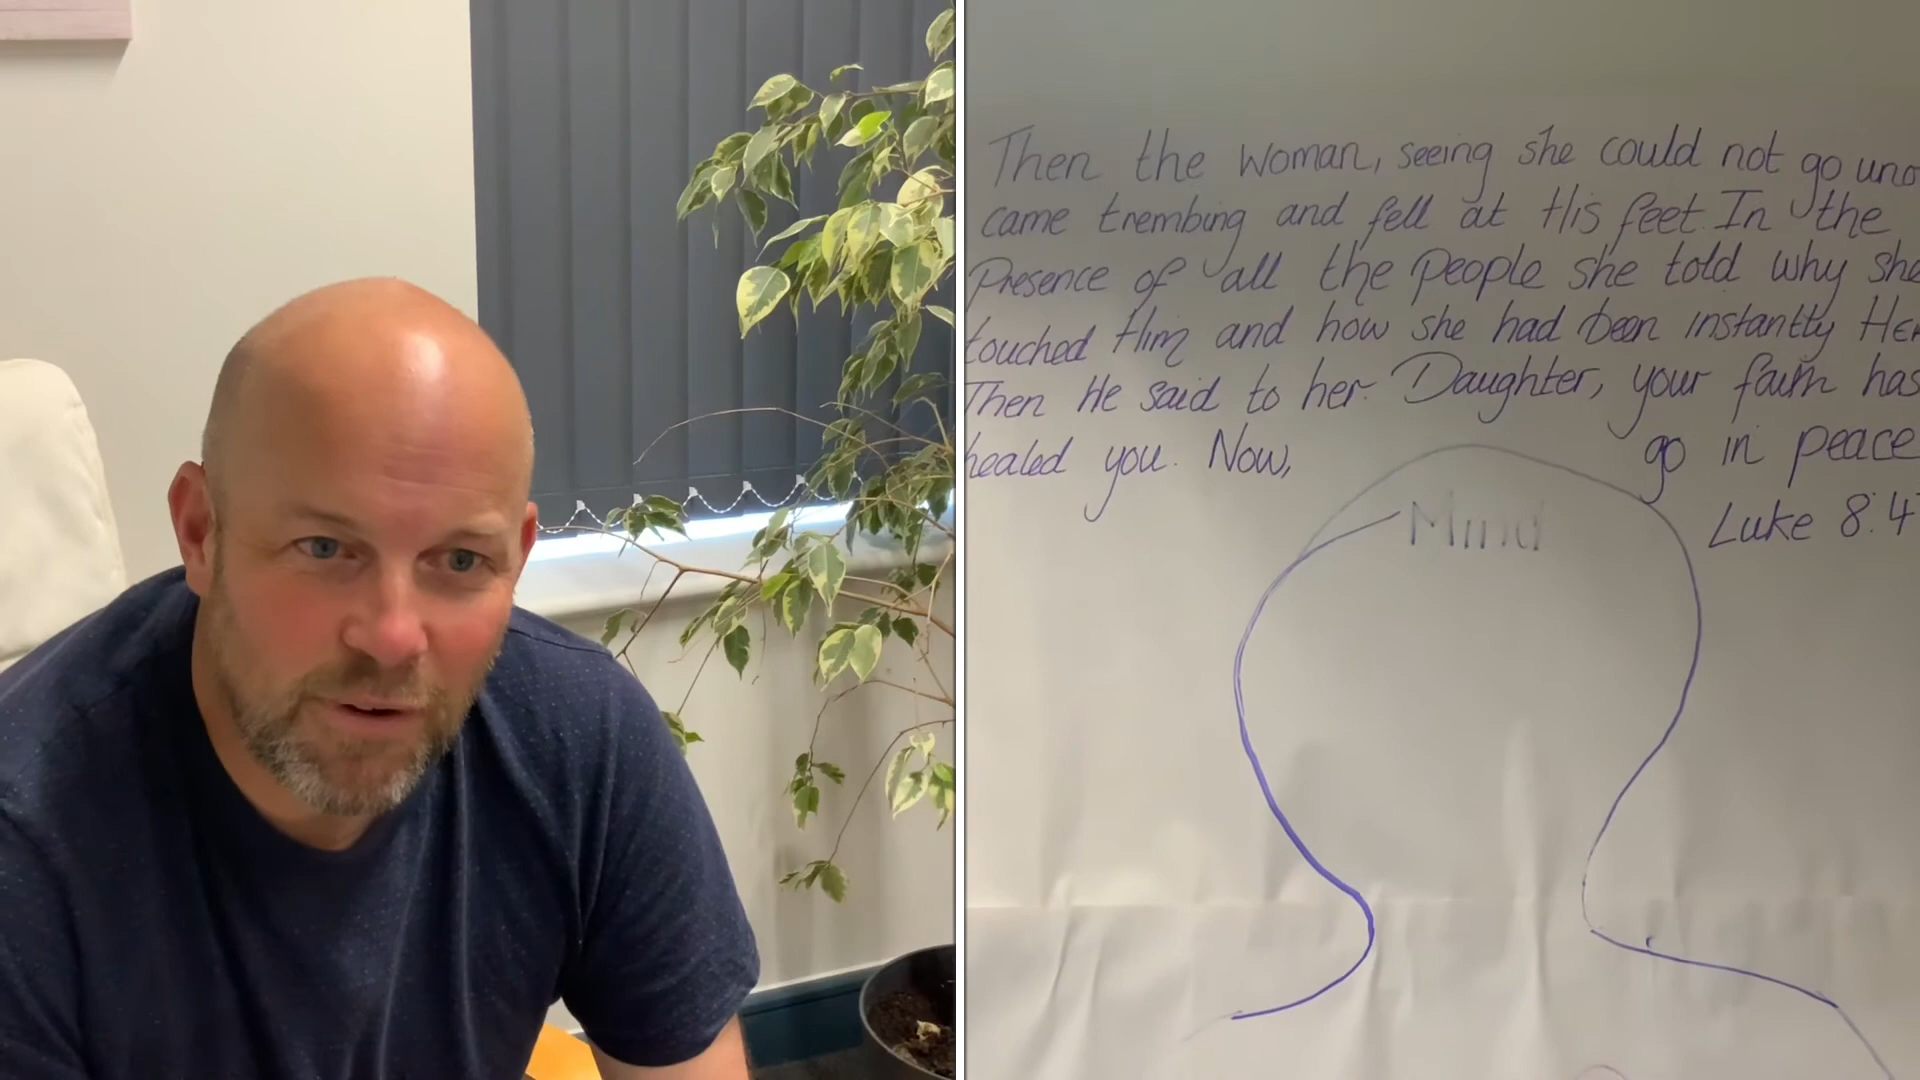 Then the woman, seeing she could not go uno
came trembing and fell at His feet. In the
Presence of all the people she told why she
touched Him and how she had been instantly HEA
Then He said to her. Daughter, your faith has
healed you. Now, go in peace
Luke 8:47
Mind